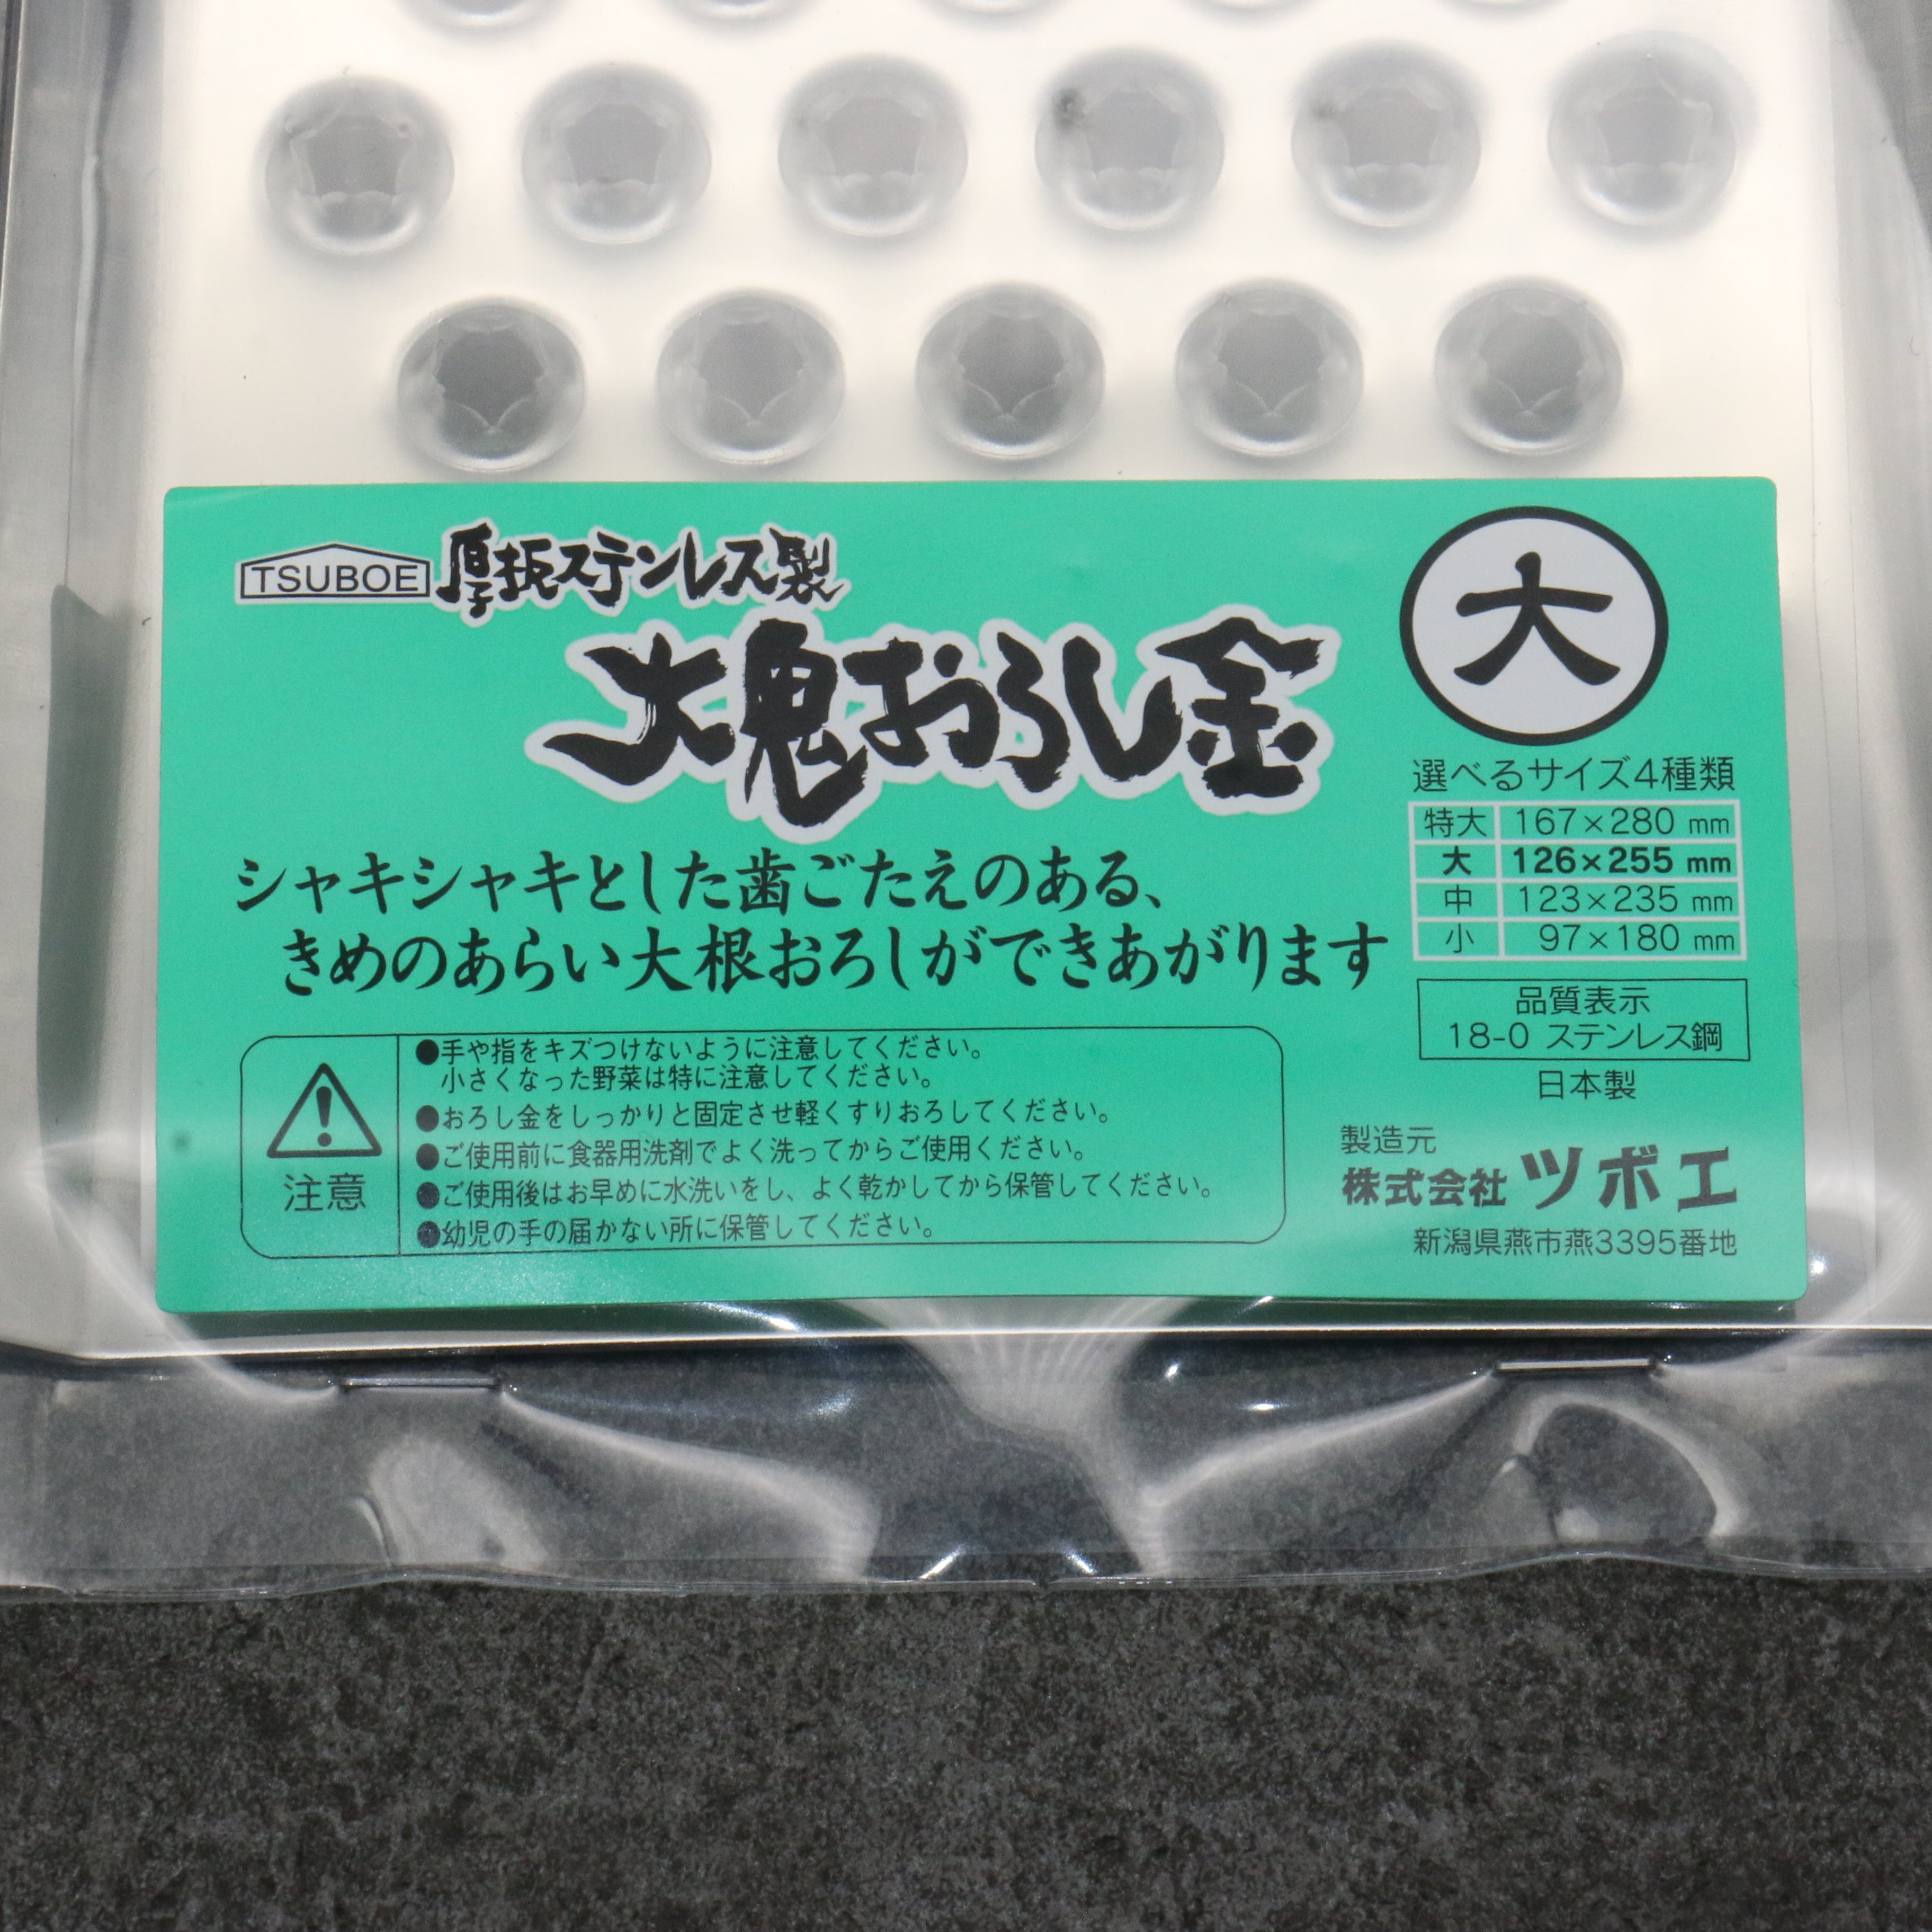 TSUBOE 厚板ステンレス製
大鬼おろし金
シャキシャキとした歯ごたえのある、
きめのあらい大根おろしができあがります
注意
●手や指をキズつけないように注意してください。
小さくなった野菜は特に注意してください。
●おろし金をしっかりと固定させ軽くすりおろしてください。
●ご使用前に食器用洗剤でよく洗ってからご使用ください。
●ご使用後はお早めに水洗いをし、よく乾かしてから保管してください。
●幼児の手の届かない所に保管してください。
大
選べるサイズ4種類
特大 167×280 mm
大 126×255 mm
中 123×235 mm
小 97×180 mm
品質表示
18-0 ステンレス鋼
日本製
製造元
株式会社 ツボエ
新潟県燕市燕3395番地